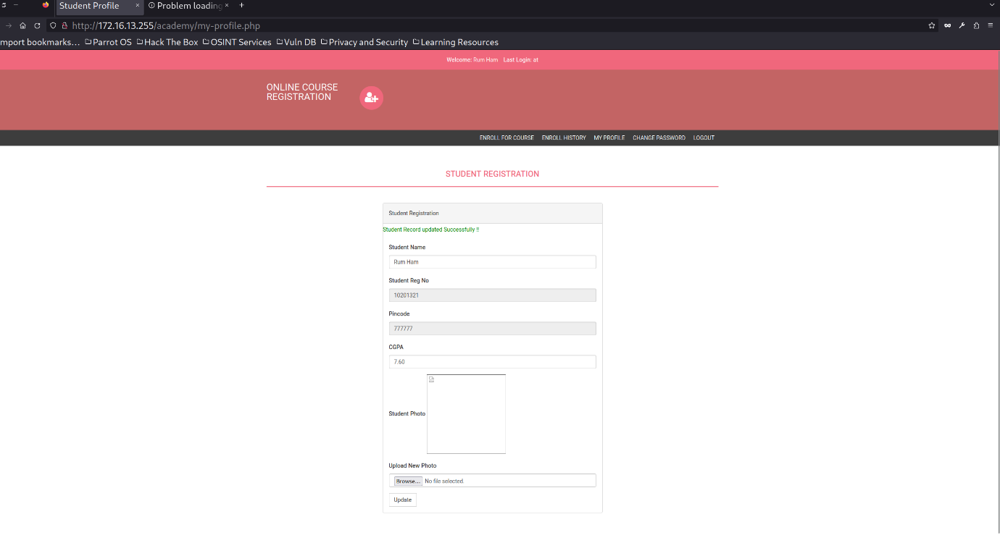 Student Profile × Problem loading × +
http://172.16.13.255/academy/my-profile.php
mport bookmarks... Parrot OS Hack The Box OSINT Services Vuln DB Privacy and Security Learning Resources
Welcome: Rum Ham Last Login: at
ONLINE COURSE
REGISTRATION
ENROLL FOR COURSE ENROLL HISTORY MY PROFILE CHANGE PASSWORD LOGOUT
STUDENT REGISTRATION
Student Registration
Student Record updated Successfully !!
Student Name
Rum Ham
Student Reg No
10201321
Pincode
777777
CGPA
7.60
Student Photo
Upload New Photo
Browse... No file selected.
Update